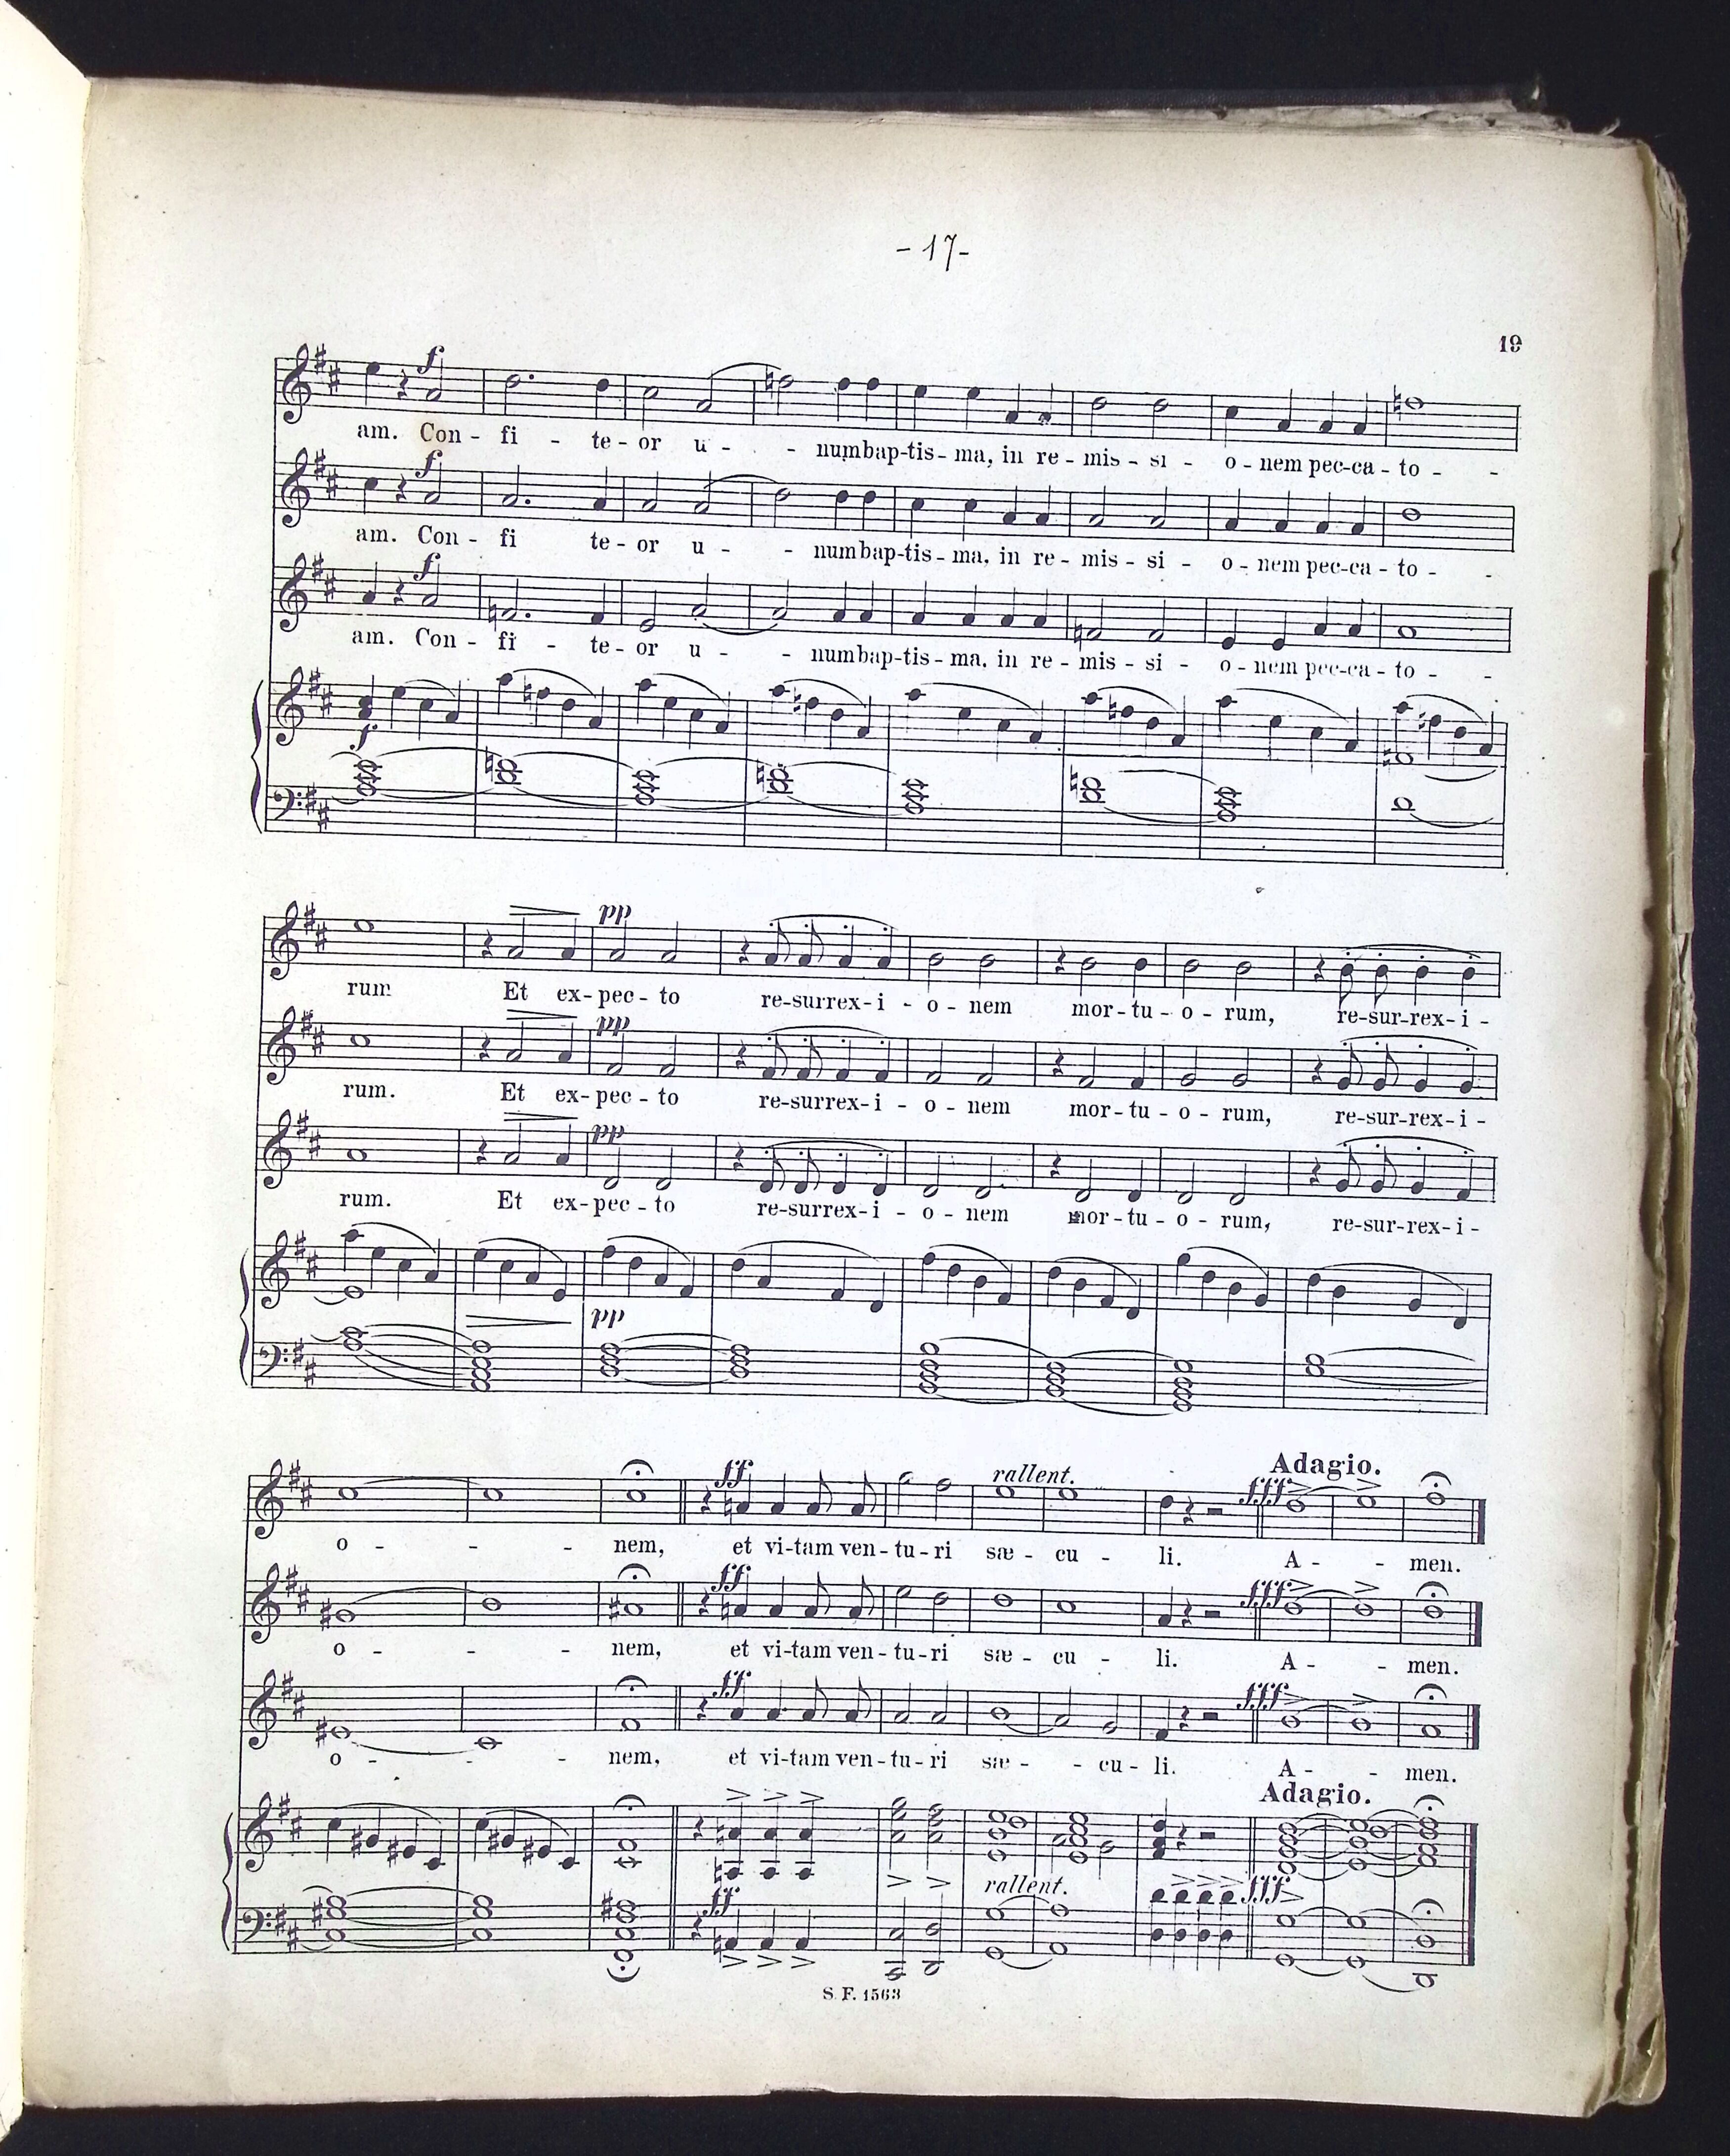 - 17-
19
f
am. Con - fi - te - or u - - num bap-tis - ma, in re - mis - si - o - nem pec-ca - to - -
f
am. Con - fi te - or u - - num bap-tis - ma, in re - mis - si - o - nem pec-ca - to - -
f
am. Con - fi - te - or u - - num bap-tis - ma. in re - mis - si - o - nem pec-ca - to - -
f
pp
rum Et ex- pec - to re-surrex- i - o - nem mor - tu - o - rum, re-sur-rex- i -
pp
rum. Et ex- pec - to re-surrex- i - o - nem mor - tu - o - rum, re-sur-rex- i -
pp
rum. Et ex- pec - to re-surrex- i - o - nem mor - tu - o - rum, re-sur-rex- i -
pp
ff rallent. Adagio. fff
o - - - nem, et vi-tam ven - tu - ri sæ - cu - li. A - - men.
ff fff
o - - - nem, et vi-tam ven - tu - ri sæ - cu - li. A - - men.
ff fff
o - - - nem, et vi-tam ven - tu - ri sæ - - cu - li. A - - men.
Adagio.
ff rallent. fff
S. F. 1563